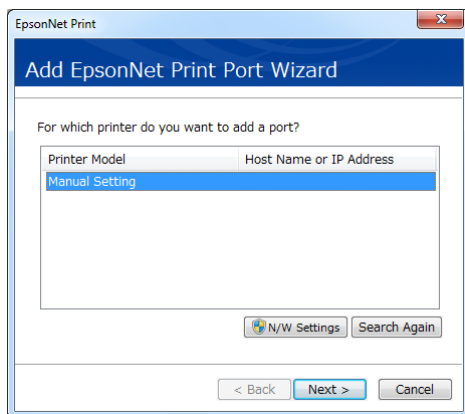 EpsonNet Print
Add EpsonNet Print Port Wizard
For which printer do you want to add a port?
Printer Model Host Name or IP Address
Manual Setting
N/W Settings Search Again
< Back Next > Cancel